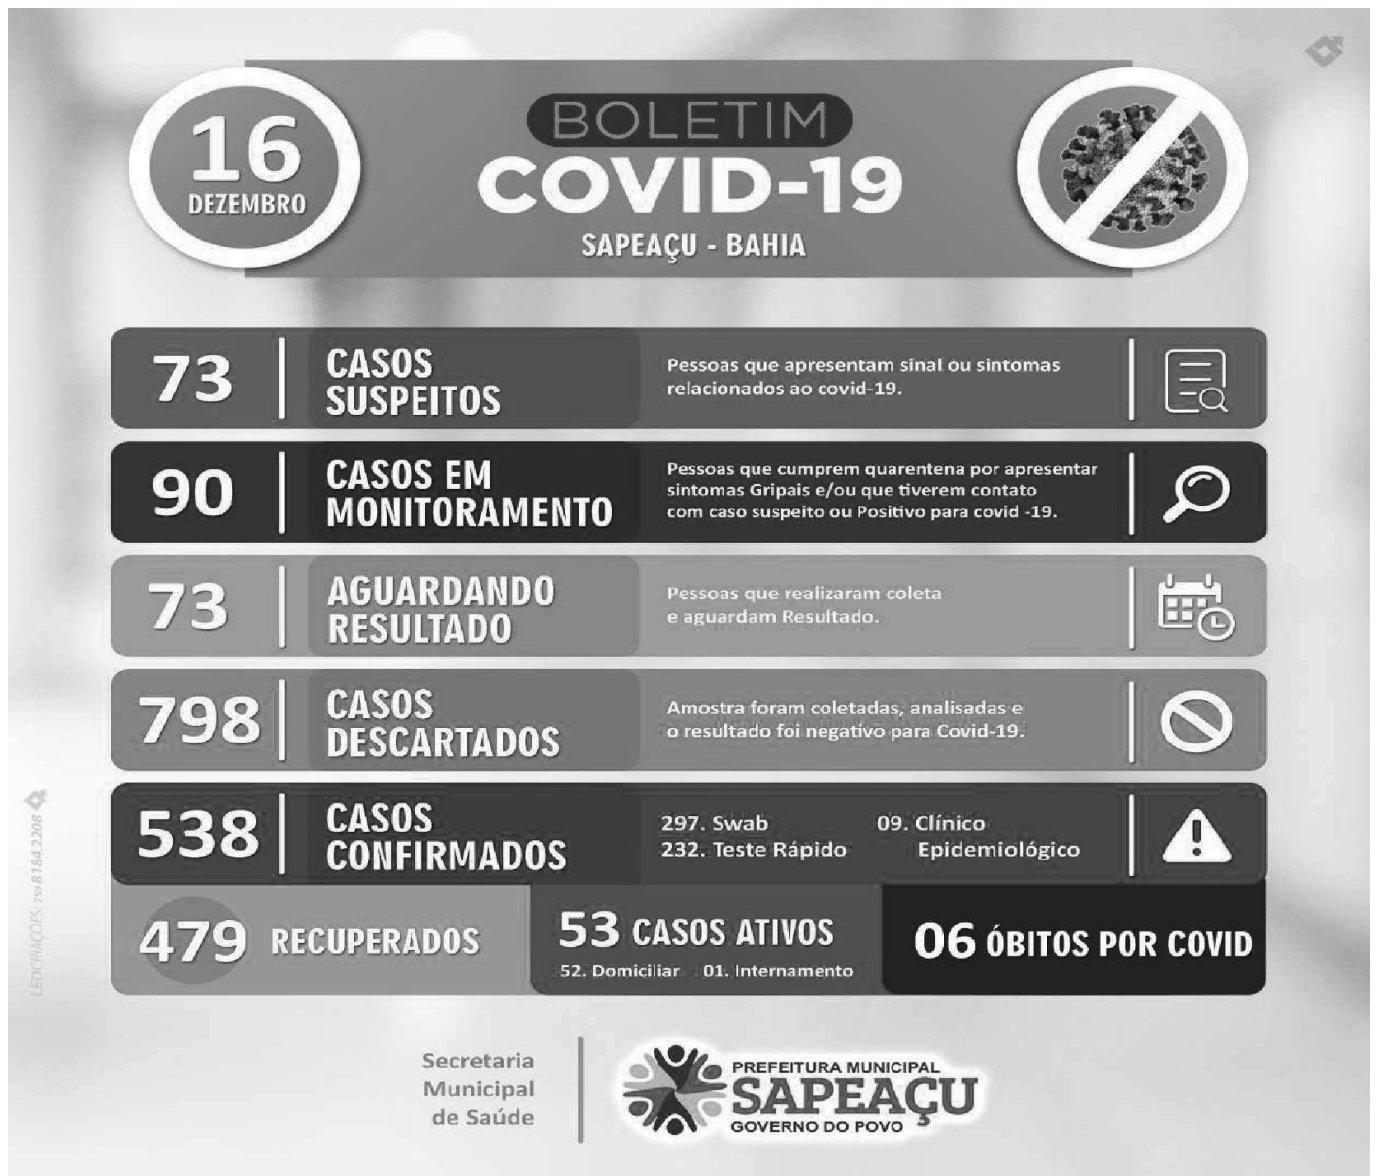 16
DEZEMBRO
BOLETIM
COVID-19
SAPEAÇU - BAHIA
73
CASOS
SUSPEITOS
Pessoas que apresentam sinal ou sintomas
relacionados ao covid-19.
90
CASOS EM
MONITORAMENTO
Pessoas que cumprem quarentena por apresentar
sintomas Gripais e/ou que tiverem contato
com caso suspeito ou Positivo para covid -19.
73
AGUARDANDO
RESULTADO
Pessoas que realizaram coleta
e aguardam Resultado.
798
CASOS
DESCARTADOS
Amostra foram coletadas, analisadas e
o resultado foi negativo para Covid-19.
538
CASOS
CONFIRMADOS
297. Swab
232. Teste Rápido
09. Clínico
Epidemiológico
479 RECUPERADOS
53 CASOS ATIVOS
52. Domiciliar 01. Internamento
06 ÓBITOS POR COVID
LEOCRIAÇÕES: 75 9.8184.2208
Secretaria
Municipal
de Saúde
PREFEITURA MUNICIPAL
SAPEAÇU
GOVERNO DO POVO